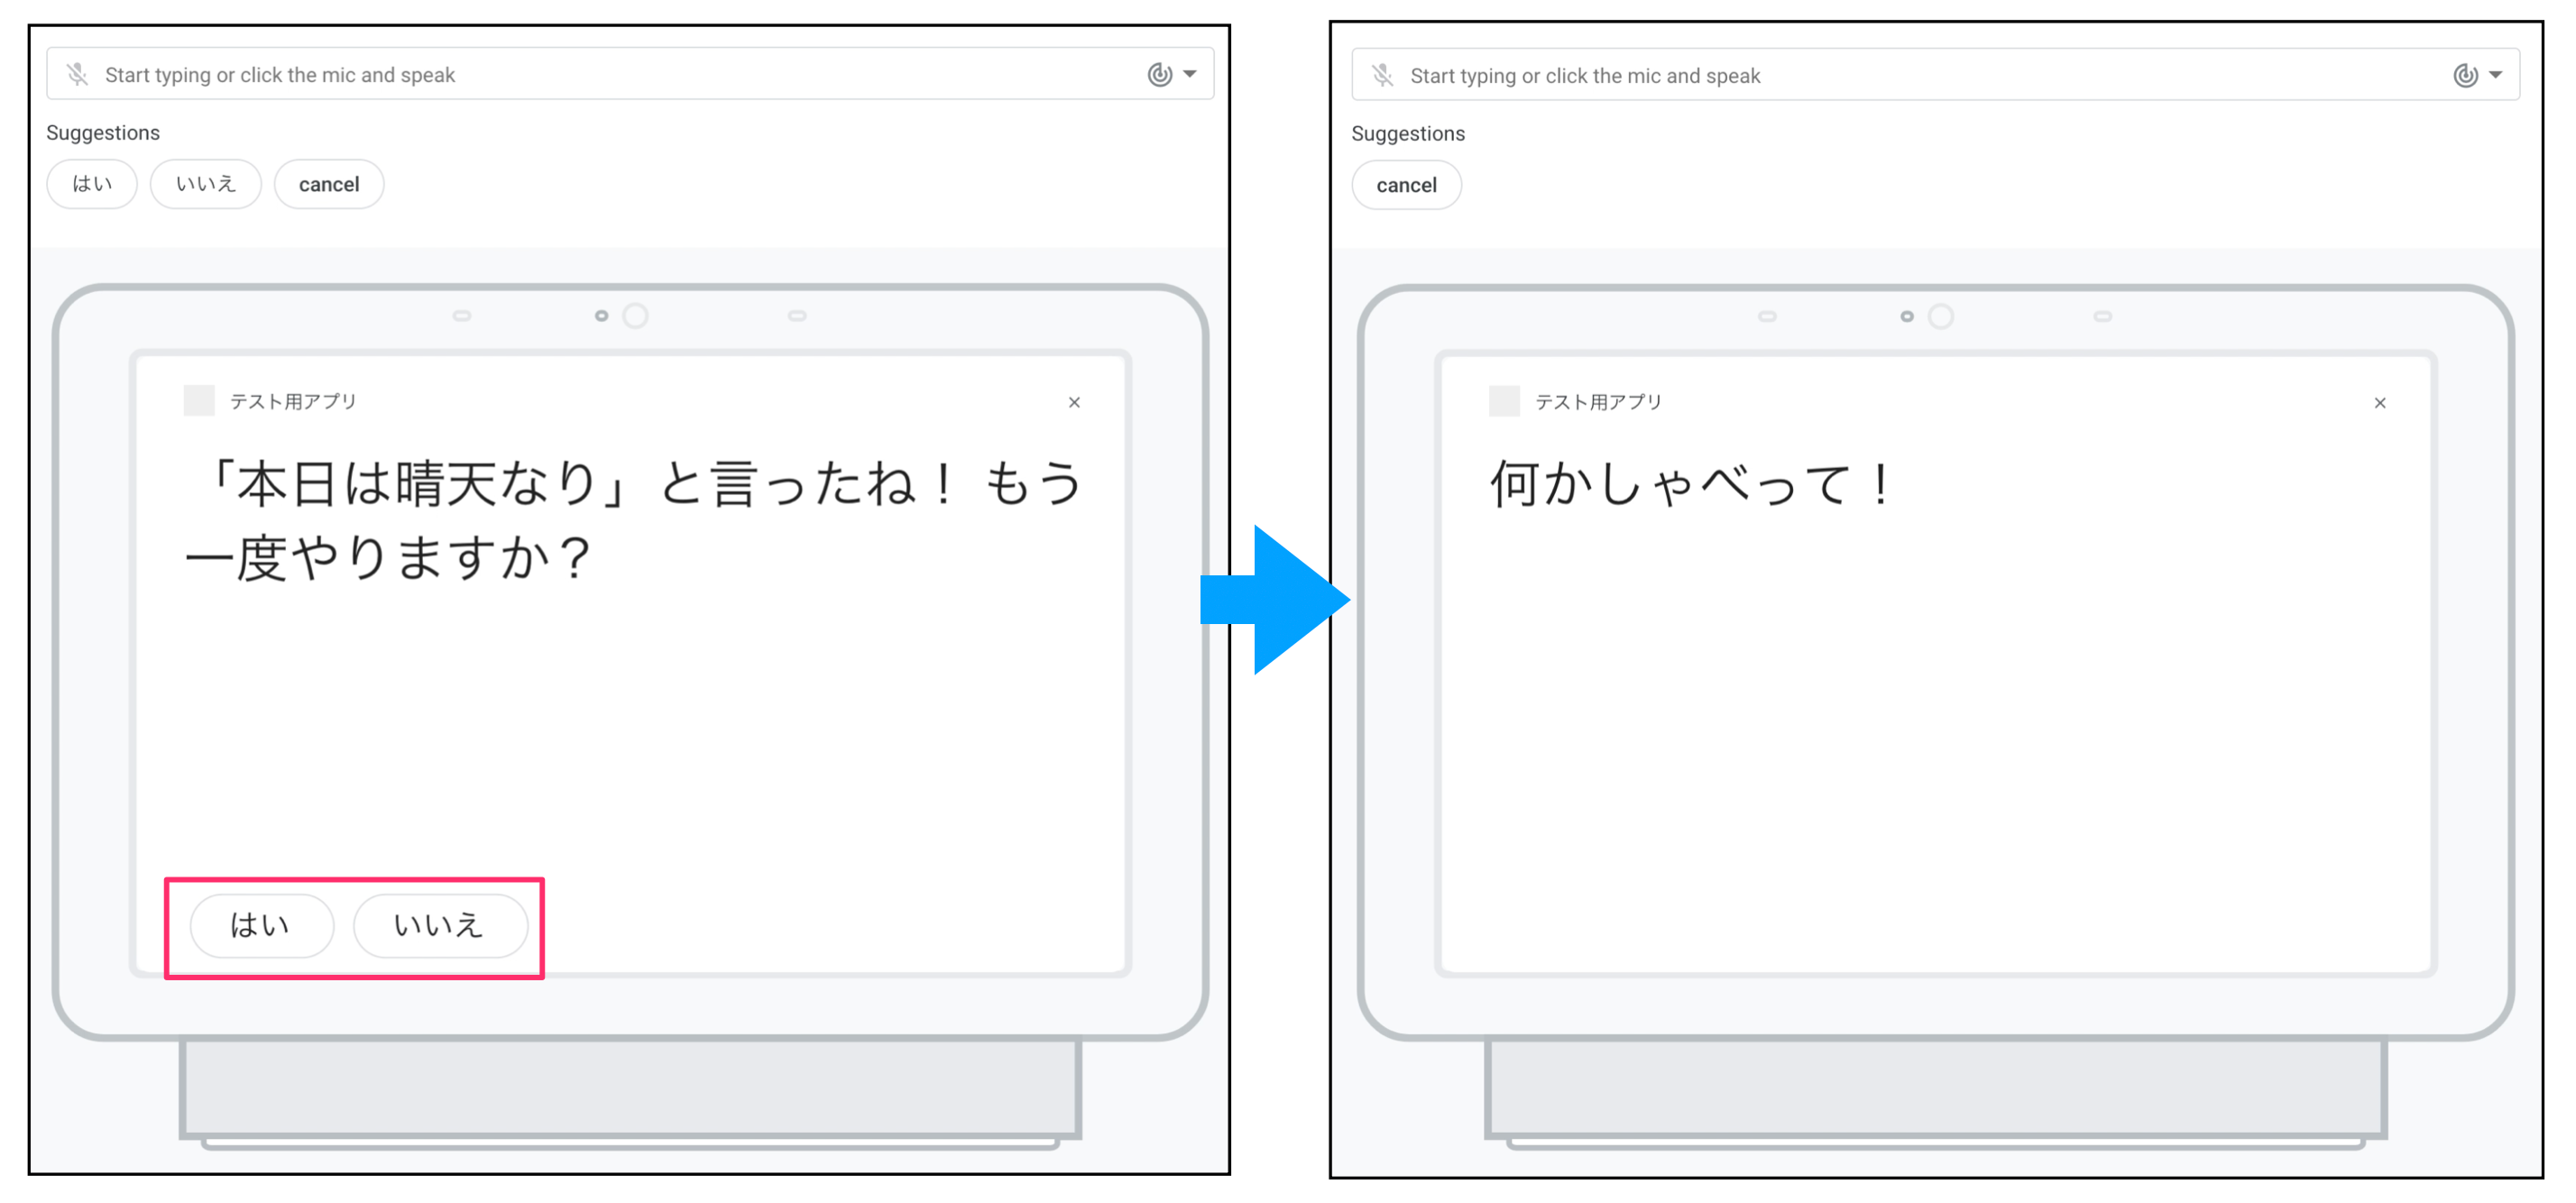 Start typing or click the mic and speak
Suggestions
はい いいえ cancel
テスト用アプリ ×
「本日は晴天なり」と言ったね！ もう
一度やりますか？
はい いいえ
Start typing or click the mic and speak
Suggestions
cancel
テスト用アプリ ×
何かしゃべって！